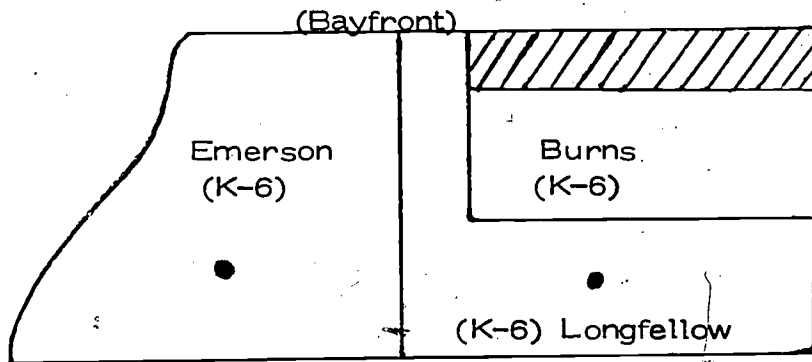 (Bayfront)
Emerson
(K-6)
Burns
(K-6)
(K-6) Longfellow